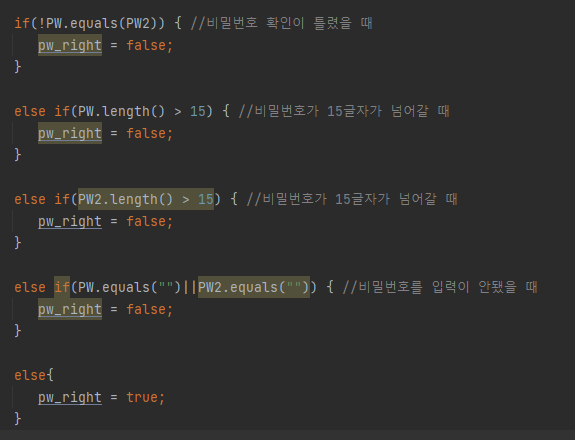 if(!PW.equals(PW2)) { //비밀번호 확인이 틀렸을 때
pw_right = false;
}
else if(PW.length() > 15) { //비밀번호가 15글자가 넘어갈 때
pw_right = false;
}
else if(PW2.length() > 15) { //비밀번호가 15글자가 넘어갈 때
pw_right = false;
}
else if(PW.equals("")||PW2.equals("")) { //비밀번호를 입력이 안됐을 때
pw_right = false;
}
else{
pw_right = true;
}